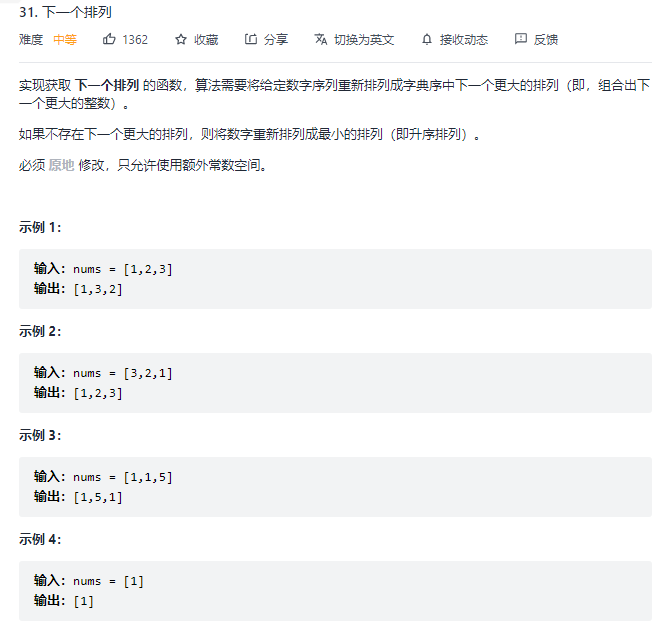 31. 下一个排列
难度 中等 1362 收藏 分享 切换为英文 接收动态 反馈
实现获取 下一个排列 的函数，算法需要将给定数字序列重新排列成字典序中下一个更大的排列（即，组合出下
一个更大的整数）。
如果不存在下一个更大的排列，则将数字重新排列成最小的排列（即升序排列）。
必须 原地 修改，只允许使用额外常数空间。
示例 1：
输入：nums = [1,2,3]
输出：[1,3,2]
示例 2：
输入：nums = [3,2,1]
输出：[1,2,3]
示例 3：
输入：nums = [1,1,5]
输出：[1,5,1]
示例 4：
输入：nums = [1]
输出：[1]